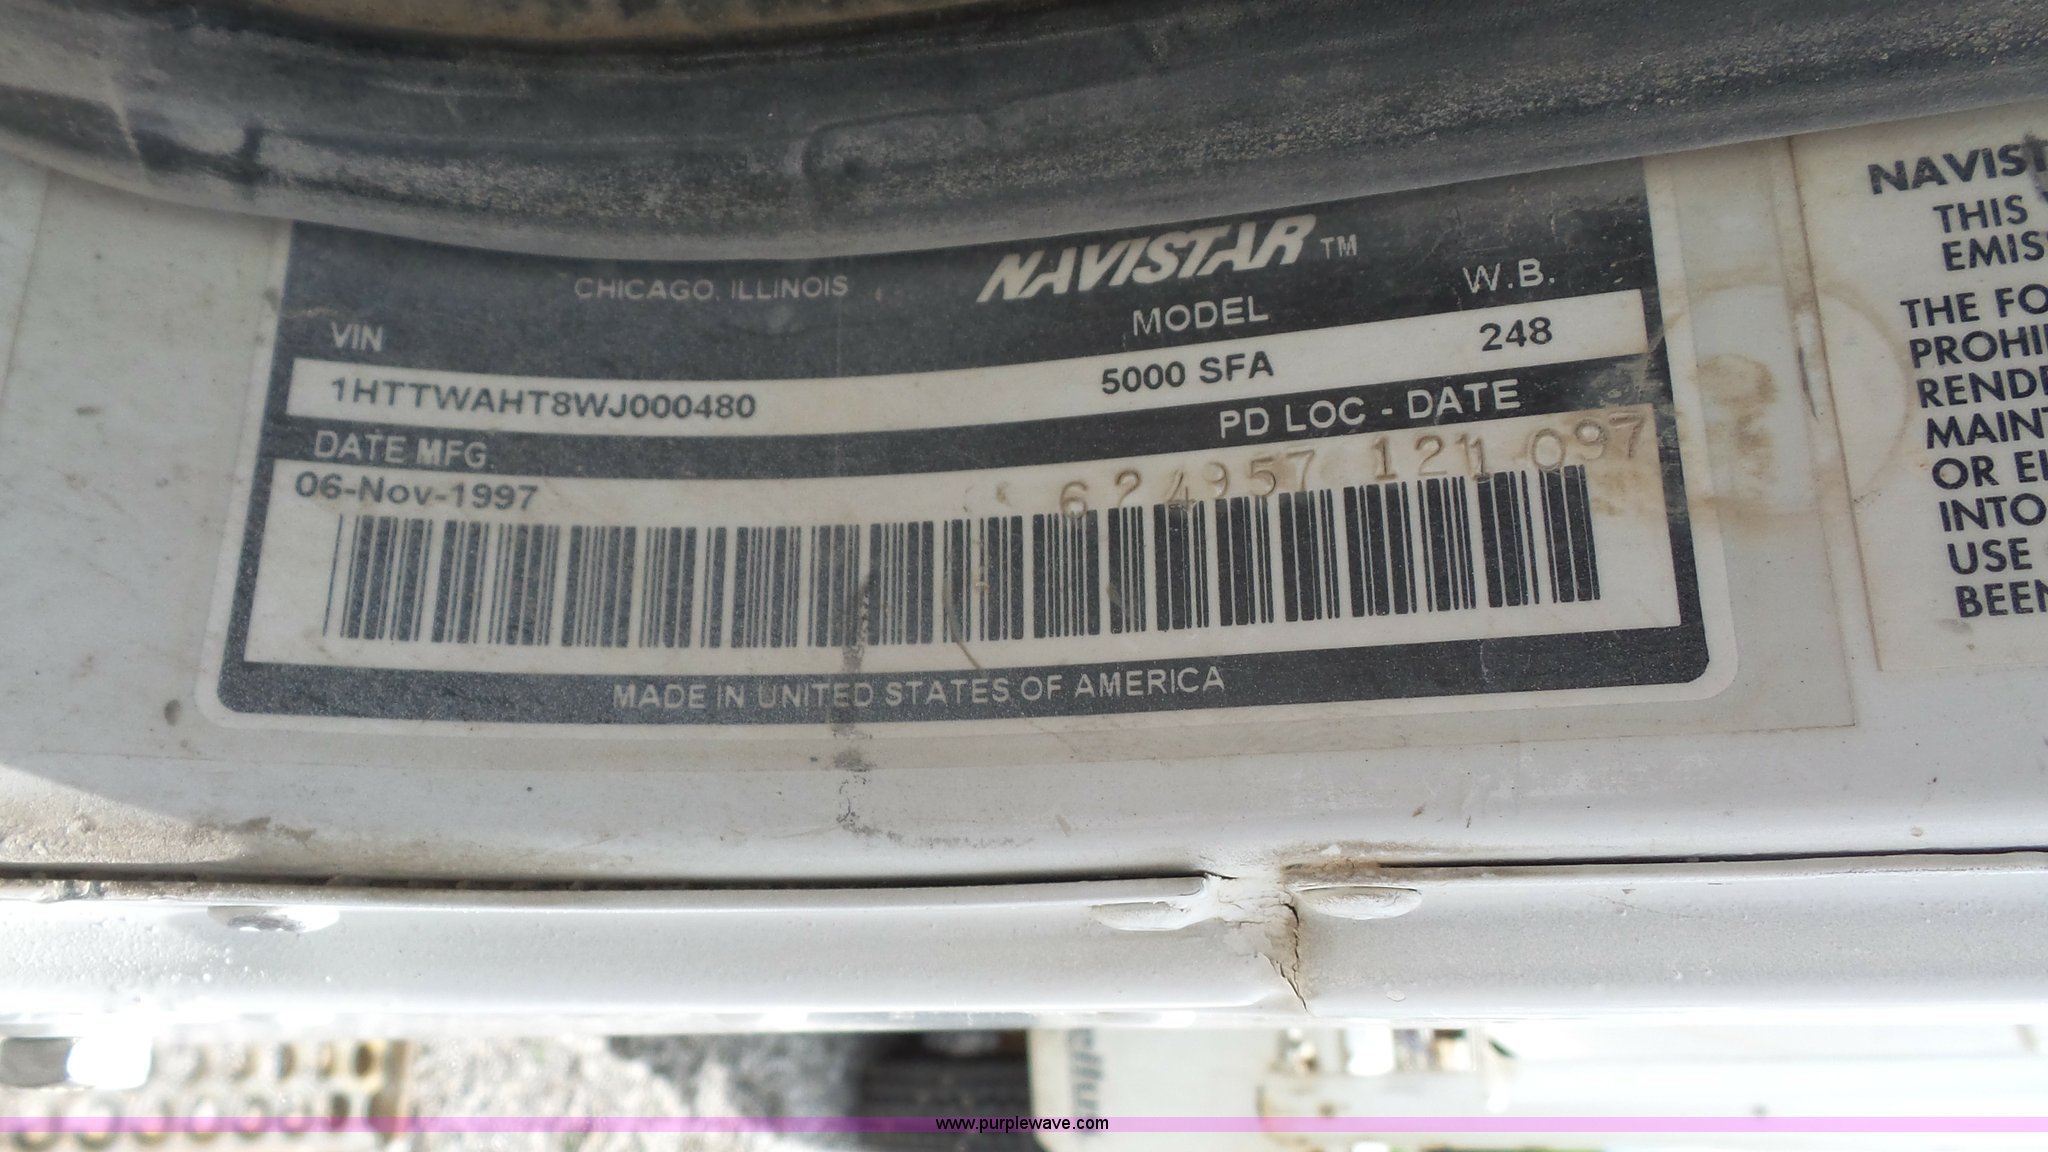 CHICAGO, ILLINOIS NAVISTAR TM
VIN MODEL W.B.
1HTTWAHT8WJ000480 5000 SFA 248
DATE MFG. PD LOC - DATE
06-Nov-1997 624957 121 097
MADE IN UNITED STATES OF AMERICA
NAVIST
THIS
EMIS
THE FO
PROHI
REND
MAIN
OR E
INTO
USE
BEEN
www.purplewave.com